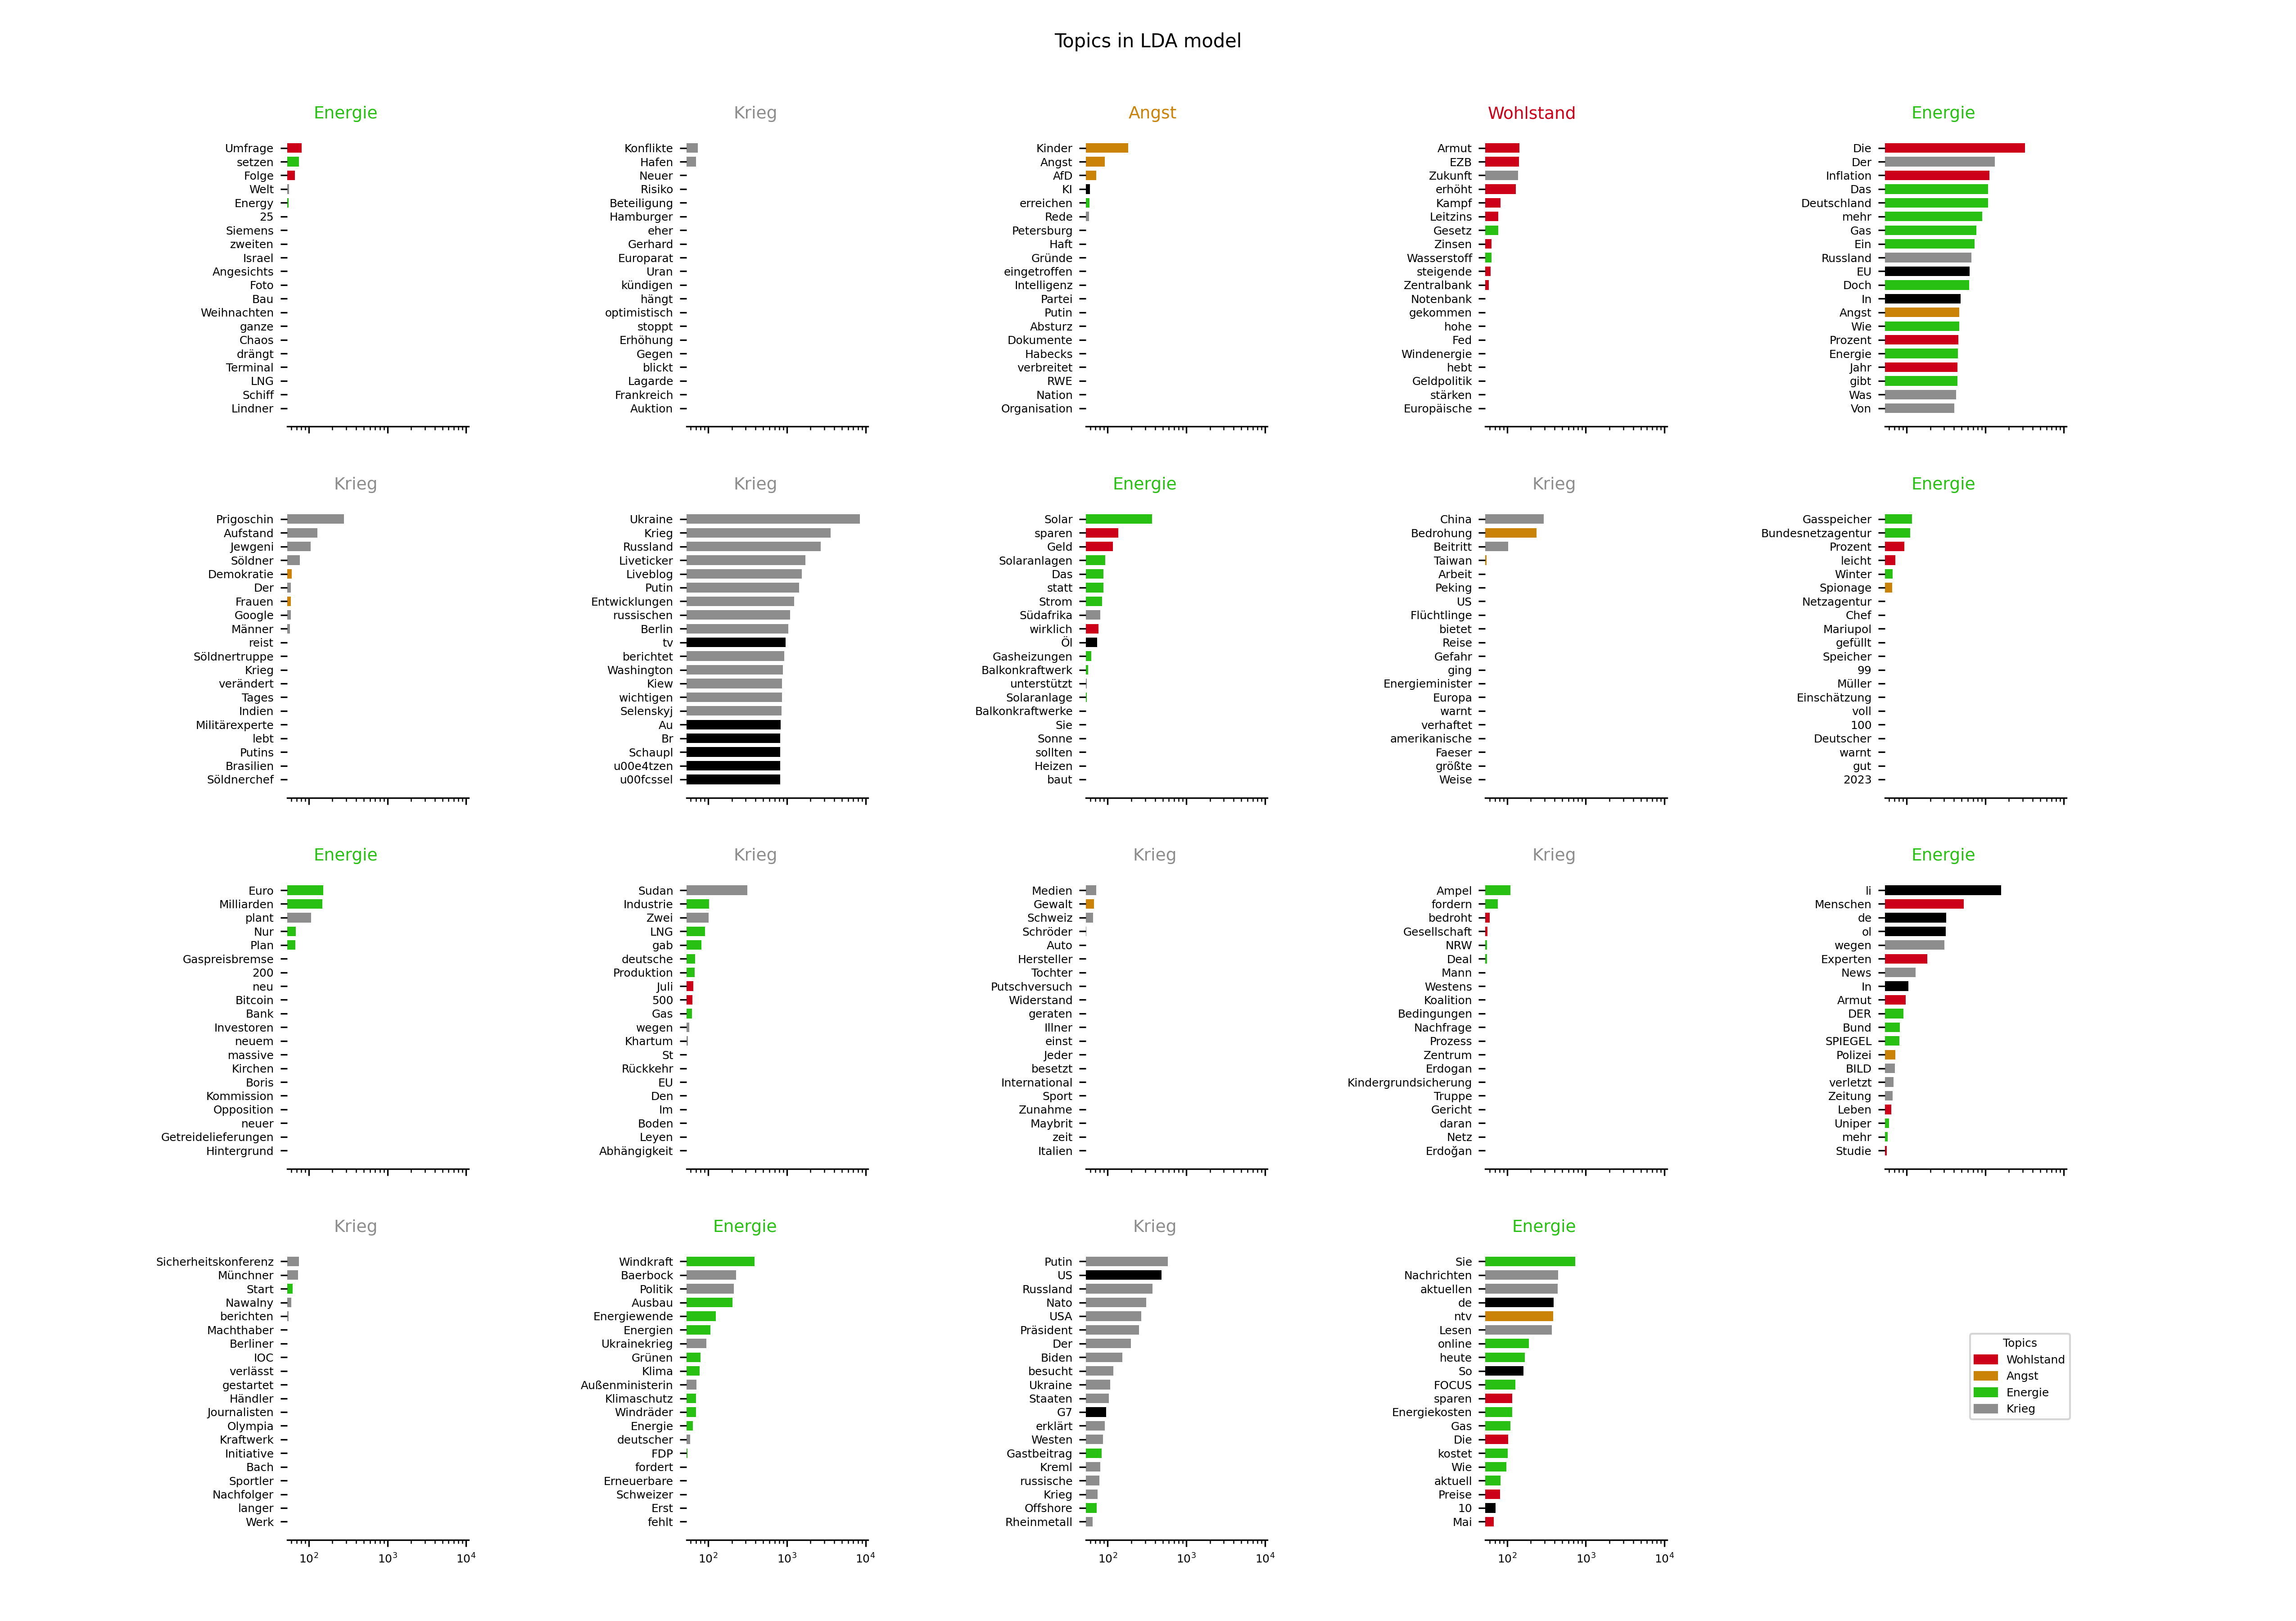 Topics in LDA model
Energie
Umfrage
setzen
Folge
Welt
Energy
25
Siemens
zweiten
Israel
Angesichts
Foto
Bau
Weihnachten
ganze
Chaos
drängt
Terminal
LNG
Schiff
Lindner
Krieg
Konflikte
Hafen
Neuer
Risiko
Beteiligung
Hamburger
eher
Gerhard
Europarat
Uran
kündigen
hängt
optimistisch
stoppt
Erhöhung
Gegen
blickt
Lagarde
Frankreich
Auktion
Angst
Kinder
Angst
AfD
KI
erreichen
Rede
Petersburg
Haft
Gründe
eingetroffen
Intelligenz
Partei
Putin
Absturz
Dokumente
Habecks
verbreitet
RWE
Nation
Organisation
Wohlstand
Armut
EZB
Zukunft
erhöht
Kampf
Leitzins
Gesetz
Zinsen
Wasserstoff
steigende
Zentralbank
Notenbank
gekommen
hohe
Fed
Windenergie
hebt
Geldpolitik
stärken
Europäische
Energie
Die
Der
Inflation
Das
Deutschland
mehr
Gas
Ein
Russland
EU
Doch
In
Angst
Wie
Prozent
Energie
Jahr
gibt
Was
Von
Krieg
Prigoschin
Aufstand
Jewgeni
Söldner
Demokratie
Der
Frauen
Google
Männer
reist
Söldnertruppe
Krieg
verändert
Tages
Indien
Militärexperte
lebt
Putins
Brasilien
Söldnerchef
Krieg
Ukraine
Krieg
Russland
Liveticker
Liveblog
Putin
Entwicklungen
russischen
Berlin
tv
berichtet
Washington
Kiew
wichtigen
Selenskyj
Au
Br
Schaupl
u00e4tzen
u00fcssel
Energie
Solar
sparen
Geld
Solaranlagen
Das
statt
Strom
Südafrika
wirklich
Öl
Gasheizungen
Balkonkraftwerk
unterstützt
Solaranlage
Balkonkraftwerke
Sie
Sonne
sollten
Heizen
baut
Krieg
China
Bedrohung
Beitritt
Taiwan
Arbeit
Peking
US
Flüchtlinge
bietet
Reise
Gefahr
ging
Energieminister
Europa
warnt
verhaftet
amerikanische
Faeser
größte
Weise
Energie
Gasspeicher
Bundesnetzagentur
Prozent
leicht
Winter
Spionage
Netzagentur
Chef
Mariupol
gefüllt
Speicher
99
Müller
Einschätzung
voll
100
Deutscher
warnt
gut
2023
Energie
Euro
Milliarden
plant
Nur
Plan
Gaspreisbremse
200
neu
Bitcoin
Bank
Investoren
neuem
massive
Kirchen
Boris
Kommission
Opposition
neuer
Getreidelieferungen
Hintergrund
Krieg
Sudan
Industrie
Zwei
LNG
gab
deutsche
Produktion
Juli
500
Gas
wegen
Khartum
St
Rückkehr
EU
Den
Im
Boden
Leyen
Abhängigkeit
Krieg
Medien
Gewalt
Schweiz
Schröder
Auto
Hersteller
Tochter
Putschversuch
Widerstand
geraten
Illner
einst
Jeder
besetzt
International
Sport
Zunahme
Maybrit
zeit
Italien
Krieg
Ampel
fordern
bedroht
Gesellschaft
NRW
Deal
Mann
Westens
Koalition
Bedingungen
Nachfrage
Prozess
Zentrum
Erdogan
Kindergrundsicherung
Truppe
Gericht
daran
Netz
Erdoğan
Energie
li
Menschen
de
ol
wegen
Experten
News
In
Armut
DER
Bund
SPIEGEL
Polizei
BILD
verletzt
Zeitung
Leben
Uniper
mehr
Studie
Krieg
Sicherheitskonferenz
Münchner
Start
Nawalny
berichten
Machthaber
Berliner
IOC
verlässt
gestartet
Händler
Journalisten
Olympia
Kraftwerk
Initiative
Bach
Sportler
Nachfolger
langer
Werk
10² 10³ 10⁴
Energie
Windkraft
Baerbock
Politik
Ausbau
Energiewende
Energien
Ukrainekrieg
Grünen
Klima
Außenministerin
Klimaschutz
Windräder
Energie
deutscher
FDP
fordert
Erneuerbare
Schweizer
Erst
fehlt
10² 10³ 10⁴
Krieg
Putin
US
Russland
Nato
USA
Präsident
Der
Biden
besucht
Ukraine
Staaten
G7
erklärt
Westen
Gastbeitrag
Kreml
russische
Krieg
Offshore
Rheinmetall
10² 10³ 10⁴
Energie
Sie
Nachrichten
aktuellen
de
ntv
Lesen
online
heute
So
FOCUS
sparen
Energiekosten
Gas
Die
kostet
Wie
aktuell
Preise
10
Mai
10² 10³ 10⁴
Topics
Wohlstand
Angst
Energie
Krieg